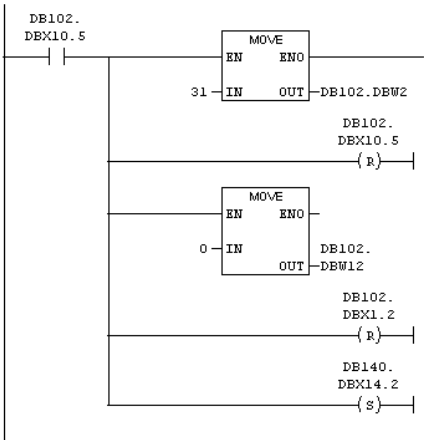 DB102.
DBX10.5
MOVE
EN ENO
31 IN OUT DB102.DBW2
DB102.
DBX10.5
R
MOVE
EN ENO
0 IN DB102.
OUT DBW12
DB102.
DBX1.2
R
DB140.
DBX14.2
S